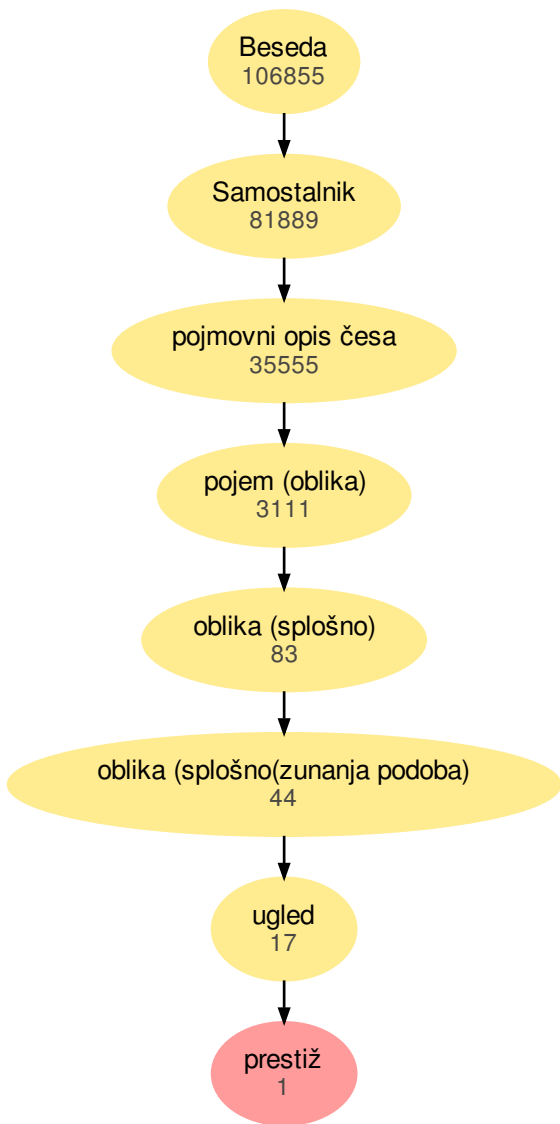 Beseda
106855
Samostalnik
81889
pojmovni opis česa
35555
pojem (oblika)
3111
oblika (splošno)
83
oblika (splošno(zunanja podoba)
44
ugled
17
prestiž
1